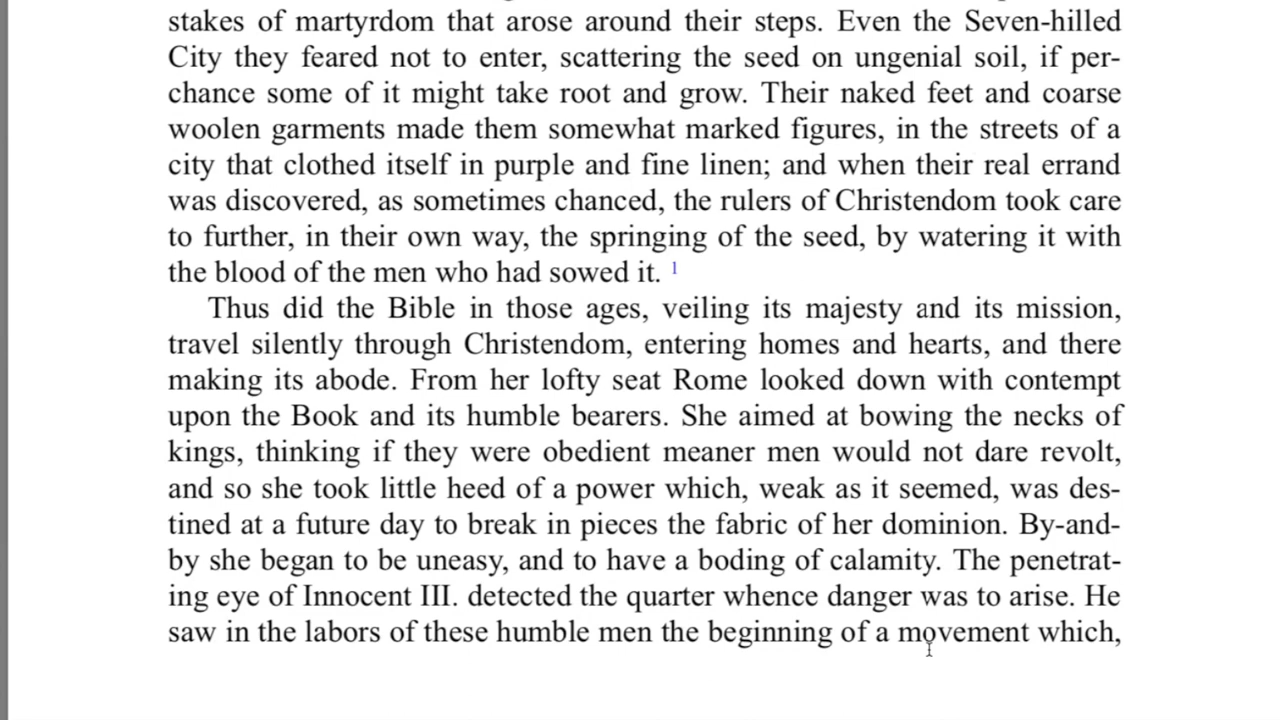 stakes of martyrdom that arose around their steps. Even the Seven-hilled
City they feared not to enter, scattering the seed on ungenial soil, if per-
chance some of it might take root and grow. Their naked feet and coarse
woolen garments made them somewhat marked figures, in the streets of a
city that clothed itself in purple and fine linen; and when their real errand
was discovered, as sometimes chanced, the rulers of Christendom took care
to further, in their own way, the springing of the seed, by watering it with
the blood of the men who had sowed it. 1
Thus did the Bible in those ages, veiling its majesty and its mission,
travel silently through Christendom, entering homes and hearts, and there
making its abode. From her lofty seat Rome looked down with contempt
upon the Book and its humble bearers. She aimed at bowing the necks of
kings, thinking if they were obedient meaner men would not dare revolt,
and so she took little heed of a power which, weak as it seemed, was des-
tined at a future day to break in pieces the fabric of her dominion. By-and-
by she began to be uneasy, and to have a boding of calamity. The penetrat-
ing eye of Innocent III. detected the quarter whence danger was to arise. He
saw in the labors of these humble men the beginning of a movement which,